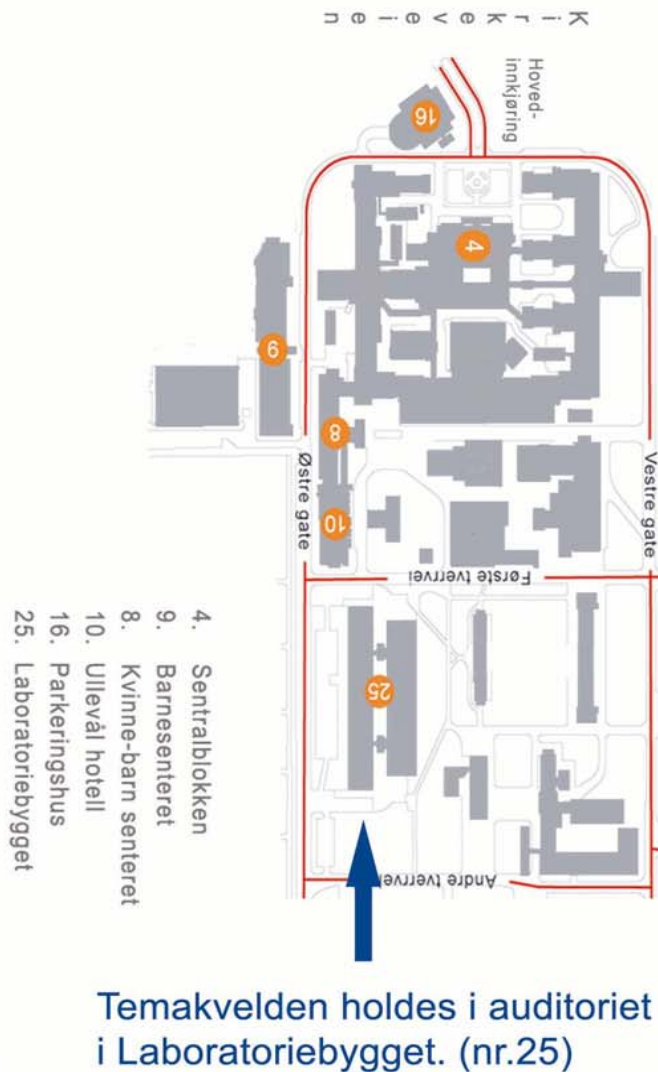 Kirkeveien
Hoved-
innkjøring
16
4
9
8
10
Østre gate
Vestre gate
Første tverrvei
25
Andre tverrvei
4. Sentralblokken
9. Barnesenteret
8. Kvinne-barn senteret
10. Ullevål hotell
16. Parkeringshus
25. Laboratoriebygget
Temakvelden holdes i auditoriet
i Laboratoriebygget. (nr.25)